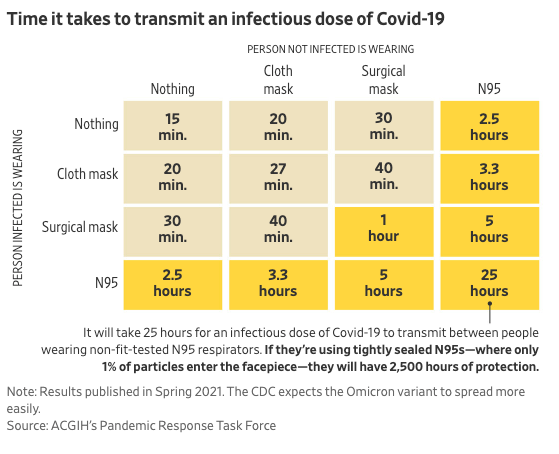 Time it takes to transmit an infectious dose of Covid-19
PERSON NOT INFECTED IS WEARING
Nothing
Cloth
mask
Surgical
mask
N95
PERSON INFECTED IS WEARING
Nothing
15
min.
20
min.
30
min.
2.5
hours
Cloth mask
20
min.
27
min.
40
min.
3.3
hours
Surgical mask
30
min.
40
min.
1
hour
5
hours
N95
2.5
hours
3.3
hours
5
hours
25
hours
It will take 25 hours for an infectious dose of Covid-19 to transmit between people
wearing non-fit-tested N95 respirators. If they're using tightly sealed N95s—where only
1% of particles enter the facepiece—they will have 2,500 hours of protection.
Note: Results published in Spring 2021. The CDC expects the Omicron variant to spread more
easily.
Source: ACGIH's Pandemic Response Task Force